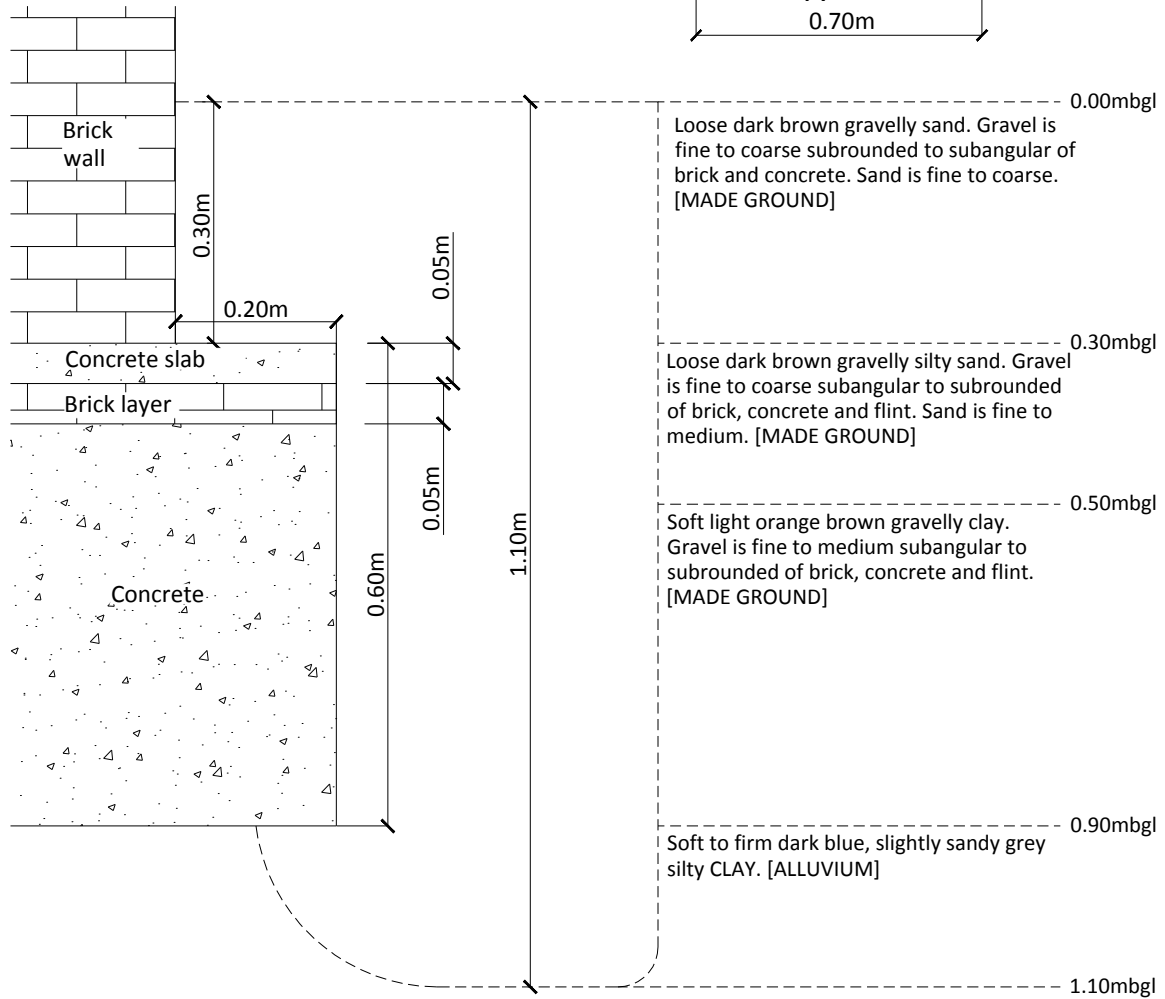 0.70m
0.00mbgl
Brick
wall
Loose dark brown gravelly sand. Gravel is
fine to coarse subrounded to subangular of
brick and concrete. Sand is fine to coarse.
[MADE GROUND]
0.30m
0.05m
0.20m
0.30mbgl
Concrete slab
Brick layer
Loose dark brown gravelly silty sand. Gravel
is fine to coarse subangular to subrounded
of brick, concrete and flint. Sand is fine to
medium. [MADE GROUND]
0.05m
0.50mbgl
1.10m
0.60m
Concrete
Soft light orange brown gravelly clay.
Gravel is fine to medium subangular to
subrounded of brick, concrete and flint.
[MADE GROUND]
0.90mbgl
Soft to firm dark blue, slightly sandy grey
silty CLAY. [ALLUVIUM]
1.10mbgl